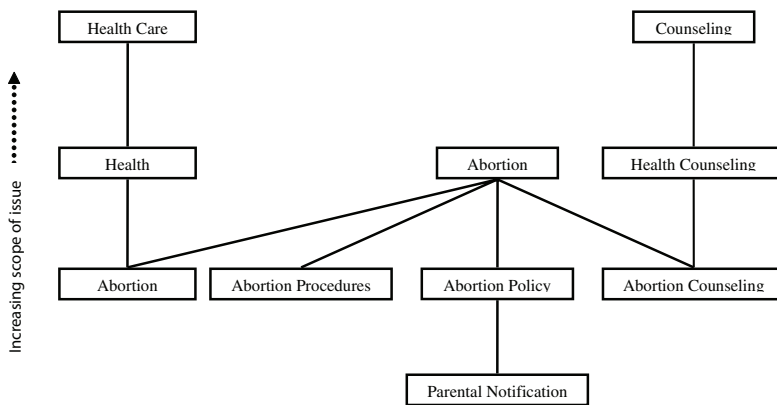 Health Care
Counseling
Health
Abortion
Health Counseling
Abortion
Abortion Procedures
Abortion Policy
Abortion Counseling
Parental Notification
Increasing scope of issue